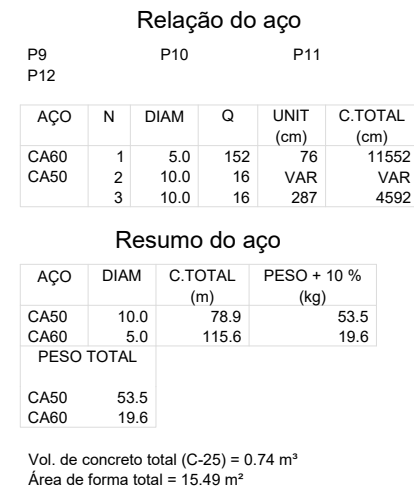 Relação do aço
P9 P10 P11
P12
AÇO N DIAM Q UNIT C.TOTAL
(cm) (cm)
CA60 1 5.0 152 76 11552
CA50 2 10.0 16 VAR VAR
3 10.0 16 287 4592
Resumo do aço
AÇO DIAM C.TOTAL PESO + 10 %
(m) (kg)
CA50 10.0 78.9 53.5
CA60 5.0 115.6 19.6
PESO TOTAL
CA50 53.5
CA60 19.6
Vol. de concreto total (C-25) = 0.74 m³
Área de forma total = 15.49 m²